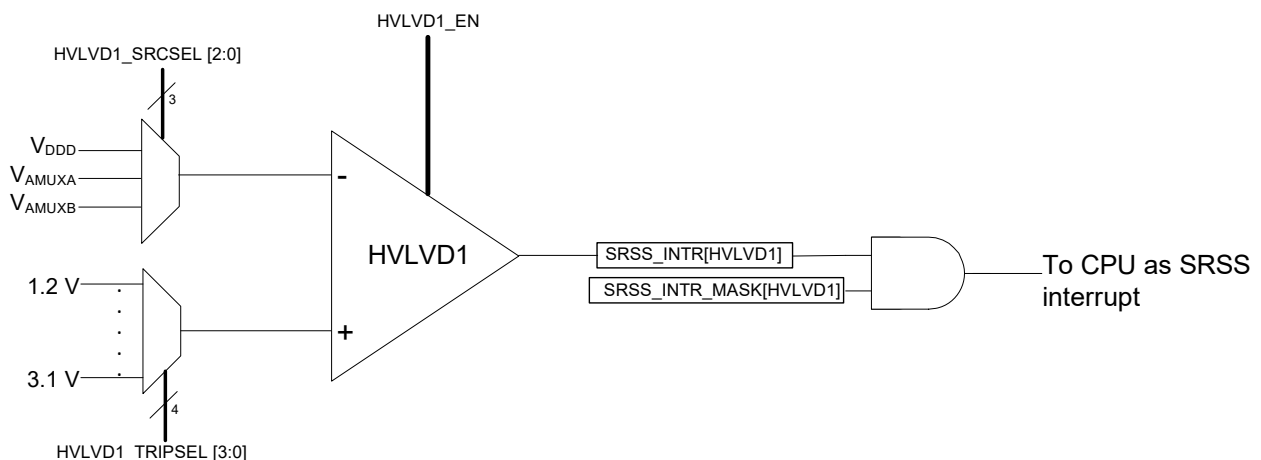 HVLVD1_EN
HVLVD1_SRCSEL [2:0]
3
VDDD
VAMUXA
VAMUXB
-
HVLVD1
SRSS_INTR[HVLVD1]
SRSS_INTR_MASK[HVLVD1]
To CPU as SRSS
interrupt
1.2 V
+
3.1 V
4
HVLVD1_TRIPSEL [3:0]